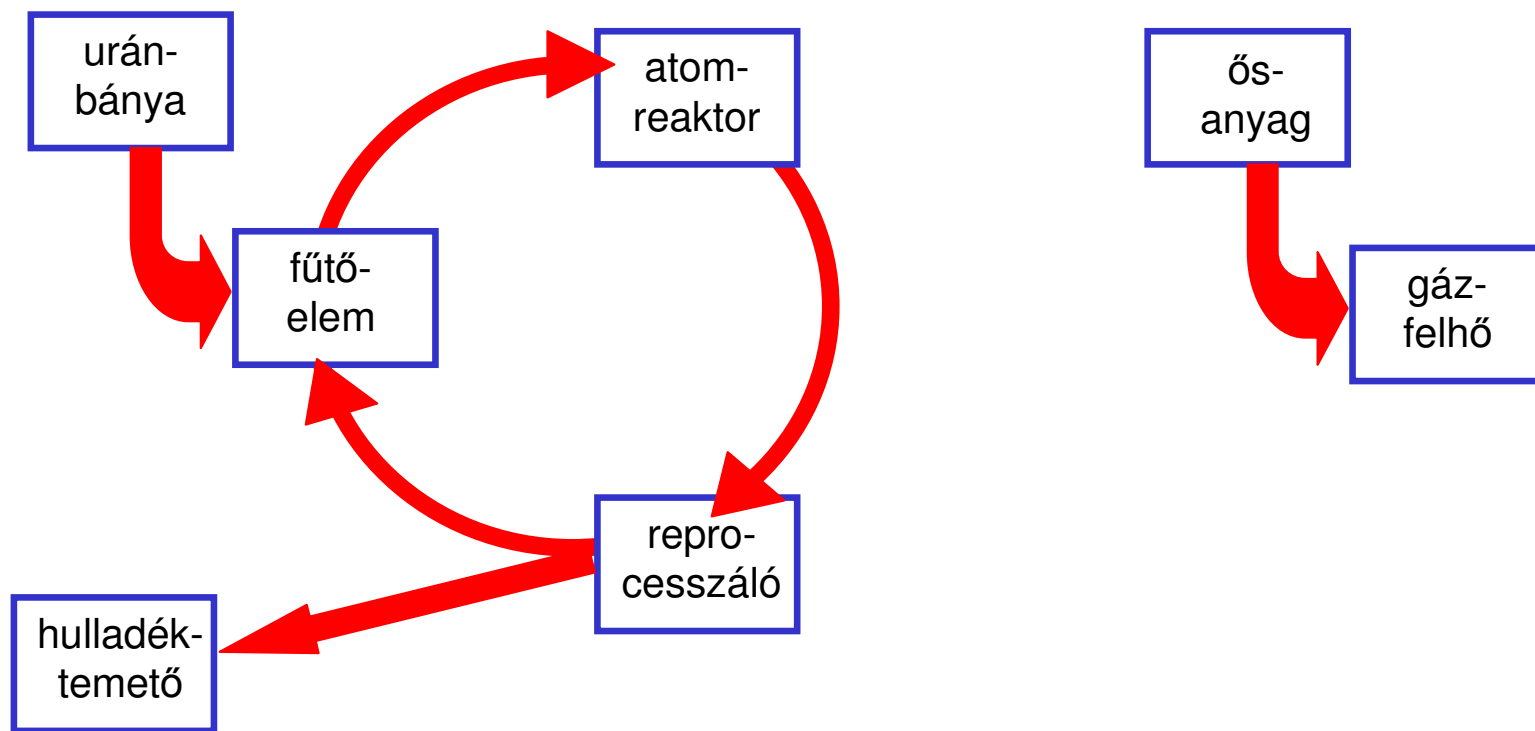 urán-
bánya
atom-
reaktor
fűtő-
elem
repro-
cesszáló
hulladék-
temető
ős-
anyag
gáz-
felhő